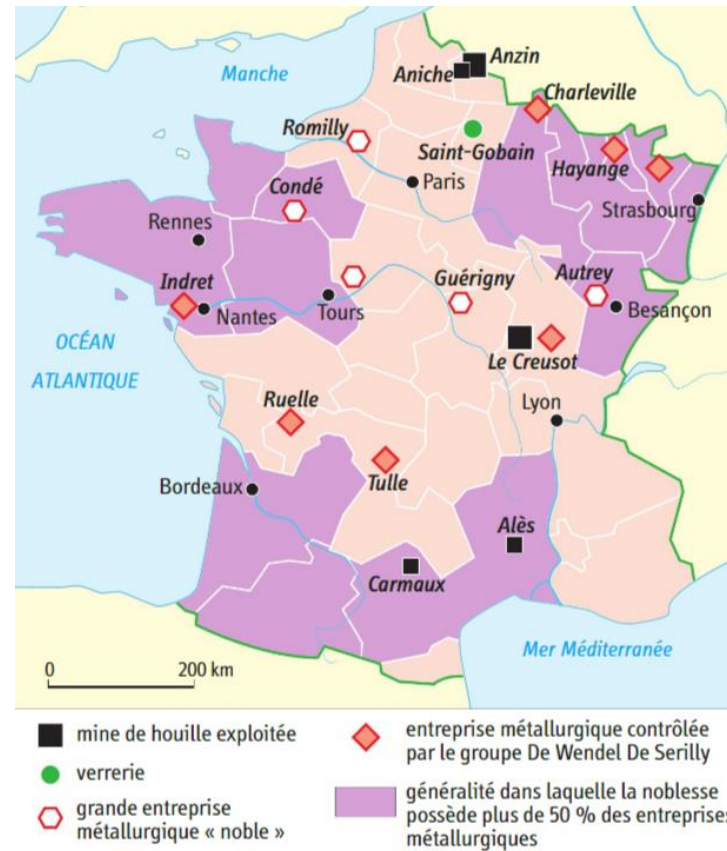 Anzin
Aniche
Manche
Charleville
Romilly
Saint-Gobain
Hayange
Condé
Paris
Strasbourg
Rennes
Indret
Guérigny
Autrey
Nantes
Tours
Besançon
OCÉAN
ATLANTIQUE
Le Creusot
Ruelle
Lyon
Tulle
Bordeaux
Alès
Carmaux
Mer Méditerranée
0 200 km
mine de houille exploitée
verrerie
grande entreprise
métallurgique « noble »
entreprise métallurgique contrôlée
par le groupe De Wendel De Serilly
généralité dans laquelle la noblesse
possède plus de 50 % des entreprises
métallurgiques